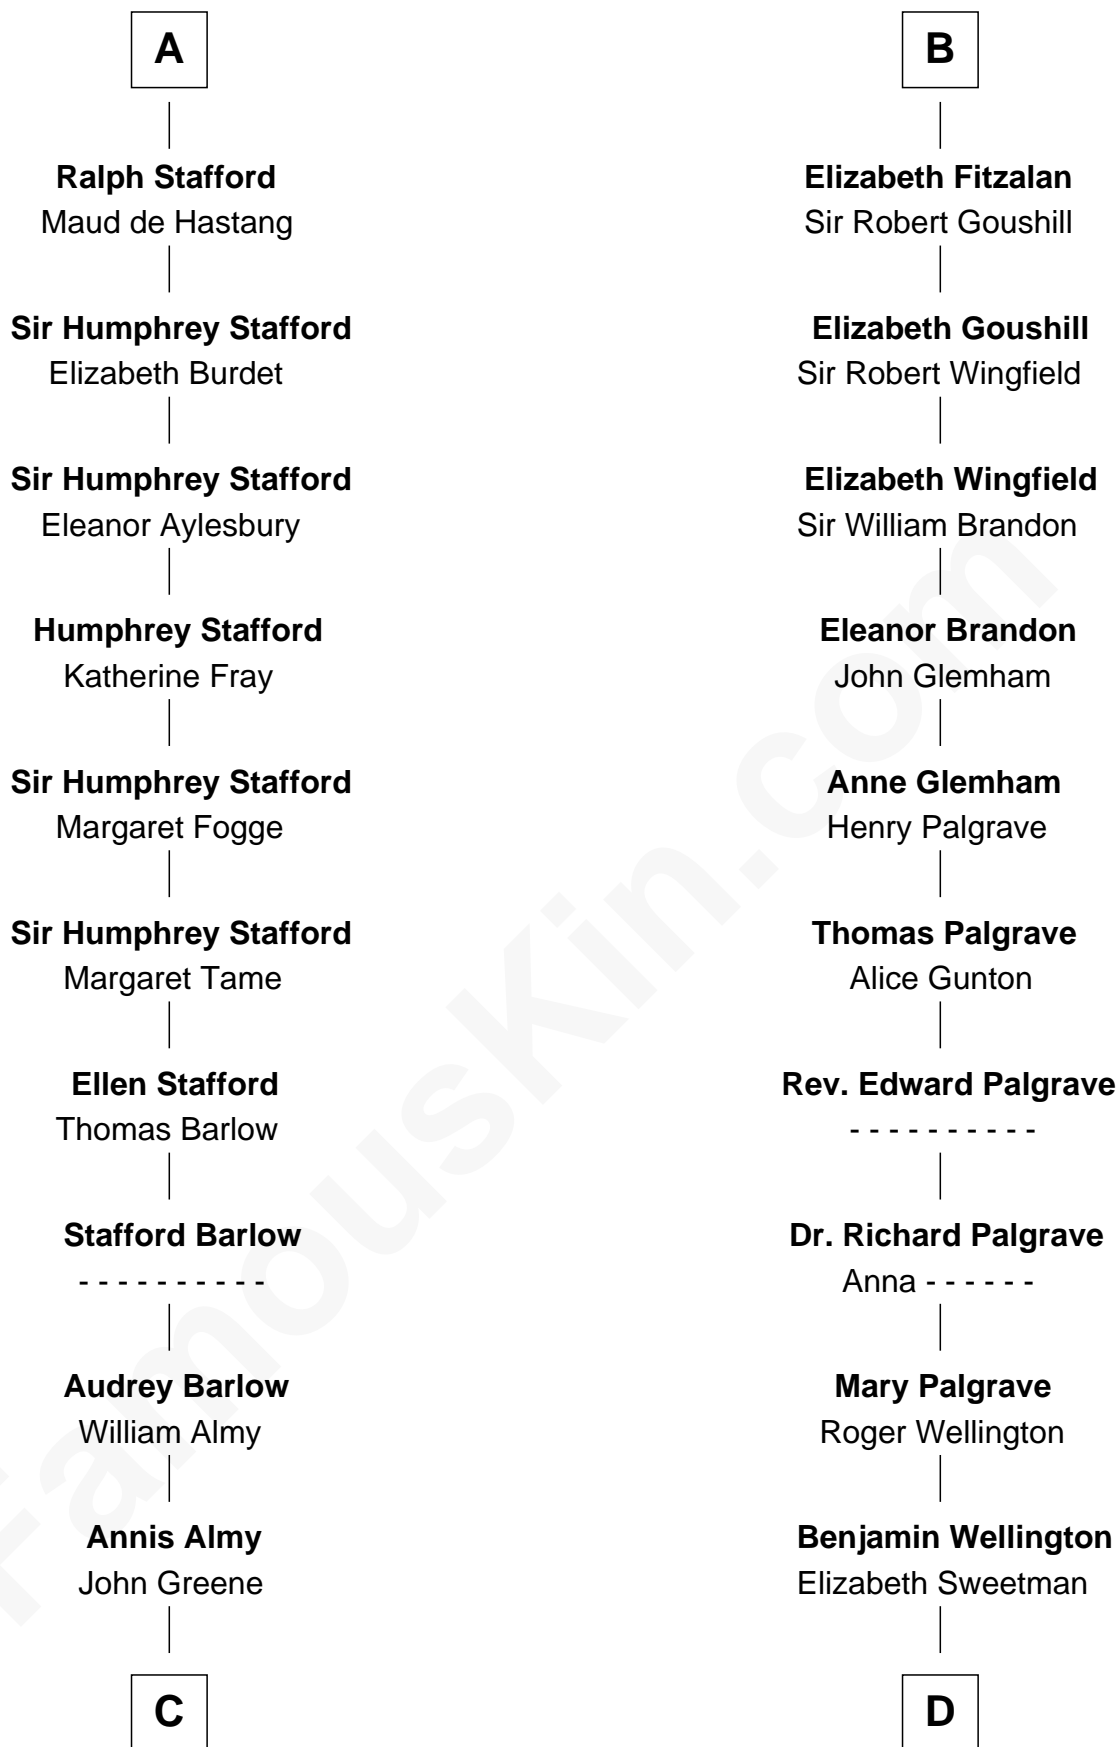 A
Ralph Stafford
Maud de Hastang
Sir Humphrey Stafford
Elizabeth Burdet
Sir Humphrey Stafford
Eleanor Aylesbury
Humphrey Stafford
Katherine Fray
Sir Humphrey Stafford
Margaret Fogge
Sir Humphrey Stafford
Margaret Tame
Ellen Stafford
Thomas Barlow
Stafford Barlow
- - - - - - - - - -
Audrey Barlow
William Almy
Annis Almy
John Greene
C
B
Elizabeth Fitzalan
Sir Robert Goushill
Elizabeth Goushill
Sir Robert Wingfield
Elizabeth Wingfield
Sir William Brandon
Eleanor Brandon
John Glemham
Anne Glemham
Henry Palgrave
Thomas Palgrave
Alice Gunton
Rev. Edward Palgrave
- - - - - - - - - -
Dr. Richard Palgrave
Anna - - - - - -
Mary Palgrave
Roger Wellington
Benjamin Wellington
Elizabeth Sweetman
D
FamousKin.com